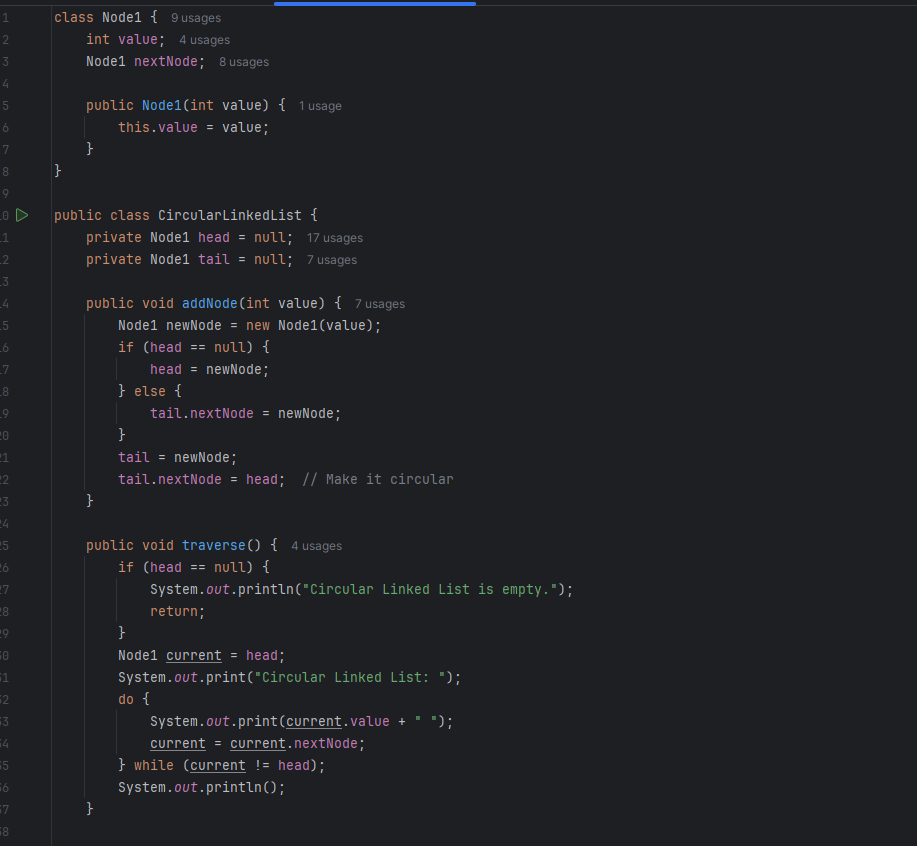 1 class Node1 {  9 usages
2     int value;  4 usages
3     Node1 nextNode;  8 usages
4
5     public Node1(int value) {  1 usage
6         this.value = value;
7     }
8 }
9
10 public class CircularLinkedList {
11     private Node1 head = null;  17 usages
12     private Node1 tail = null;  7 usages
13
14     public void addNode(int value) {  7 usages
15         Node1 newNode = new Node1(value);
16         if (head == null) {
17             head = newNode;
18         } else {
19             tail.nextNode = newNode;
20         }
21         tail = newNode;
22         tail.nextNode = head;  // Make it circular
23     }
24
25     public void traverse() {  4 usages
26         if (head == null) {
27             System.out.println("Circular Linked List is empty.");
28             return;
29         }
30         Node1 current = head;
31         System.out.print("Circular Linked List: ");
32         do {
33             System.out.print(current.value + " ");
34             current = current.nextNode;
35         } while (current != head);
36         System.out.println();
37     }
38